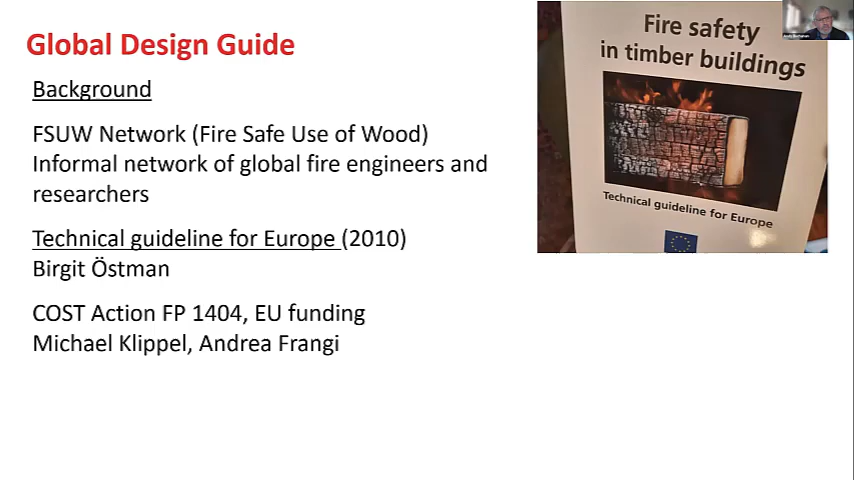 Global Design Guide
Background
FSUW Network (Fire Safe Use of Wood)
Informal network of global fire engineers and
researchers
Technical guideline for Europe (2010)
Birgit Östman
COST Action FP 1404, EU funding
Michael Klippel, Andrea Frangi
Fire safety
in timber buildings
Technical guideline for Europe